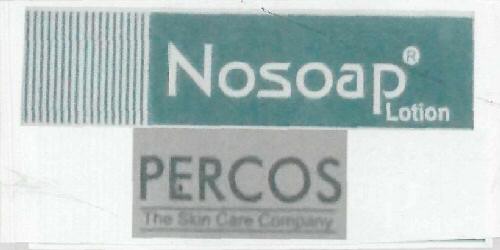 Nosoap®
Lotion
PERCOS
The Skin Care Company